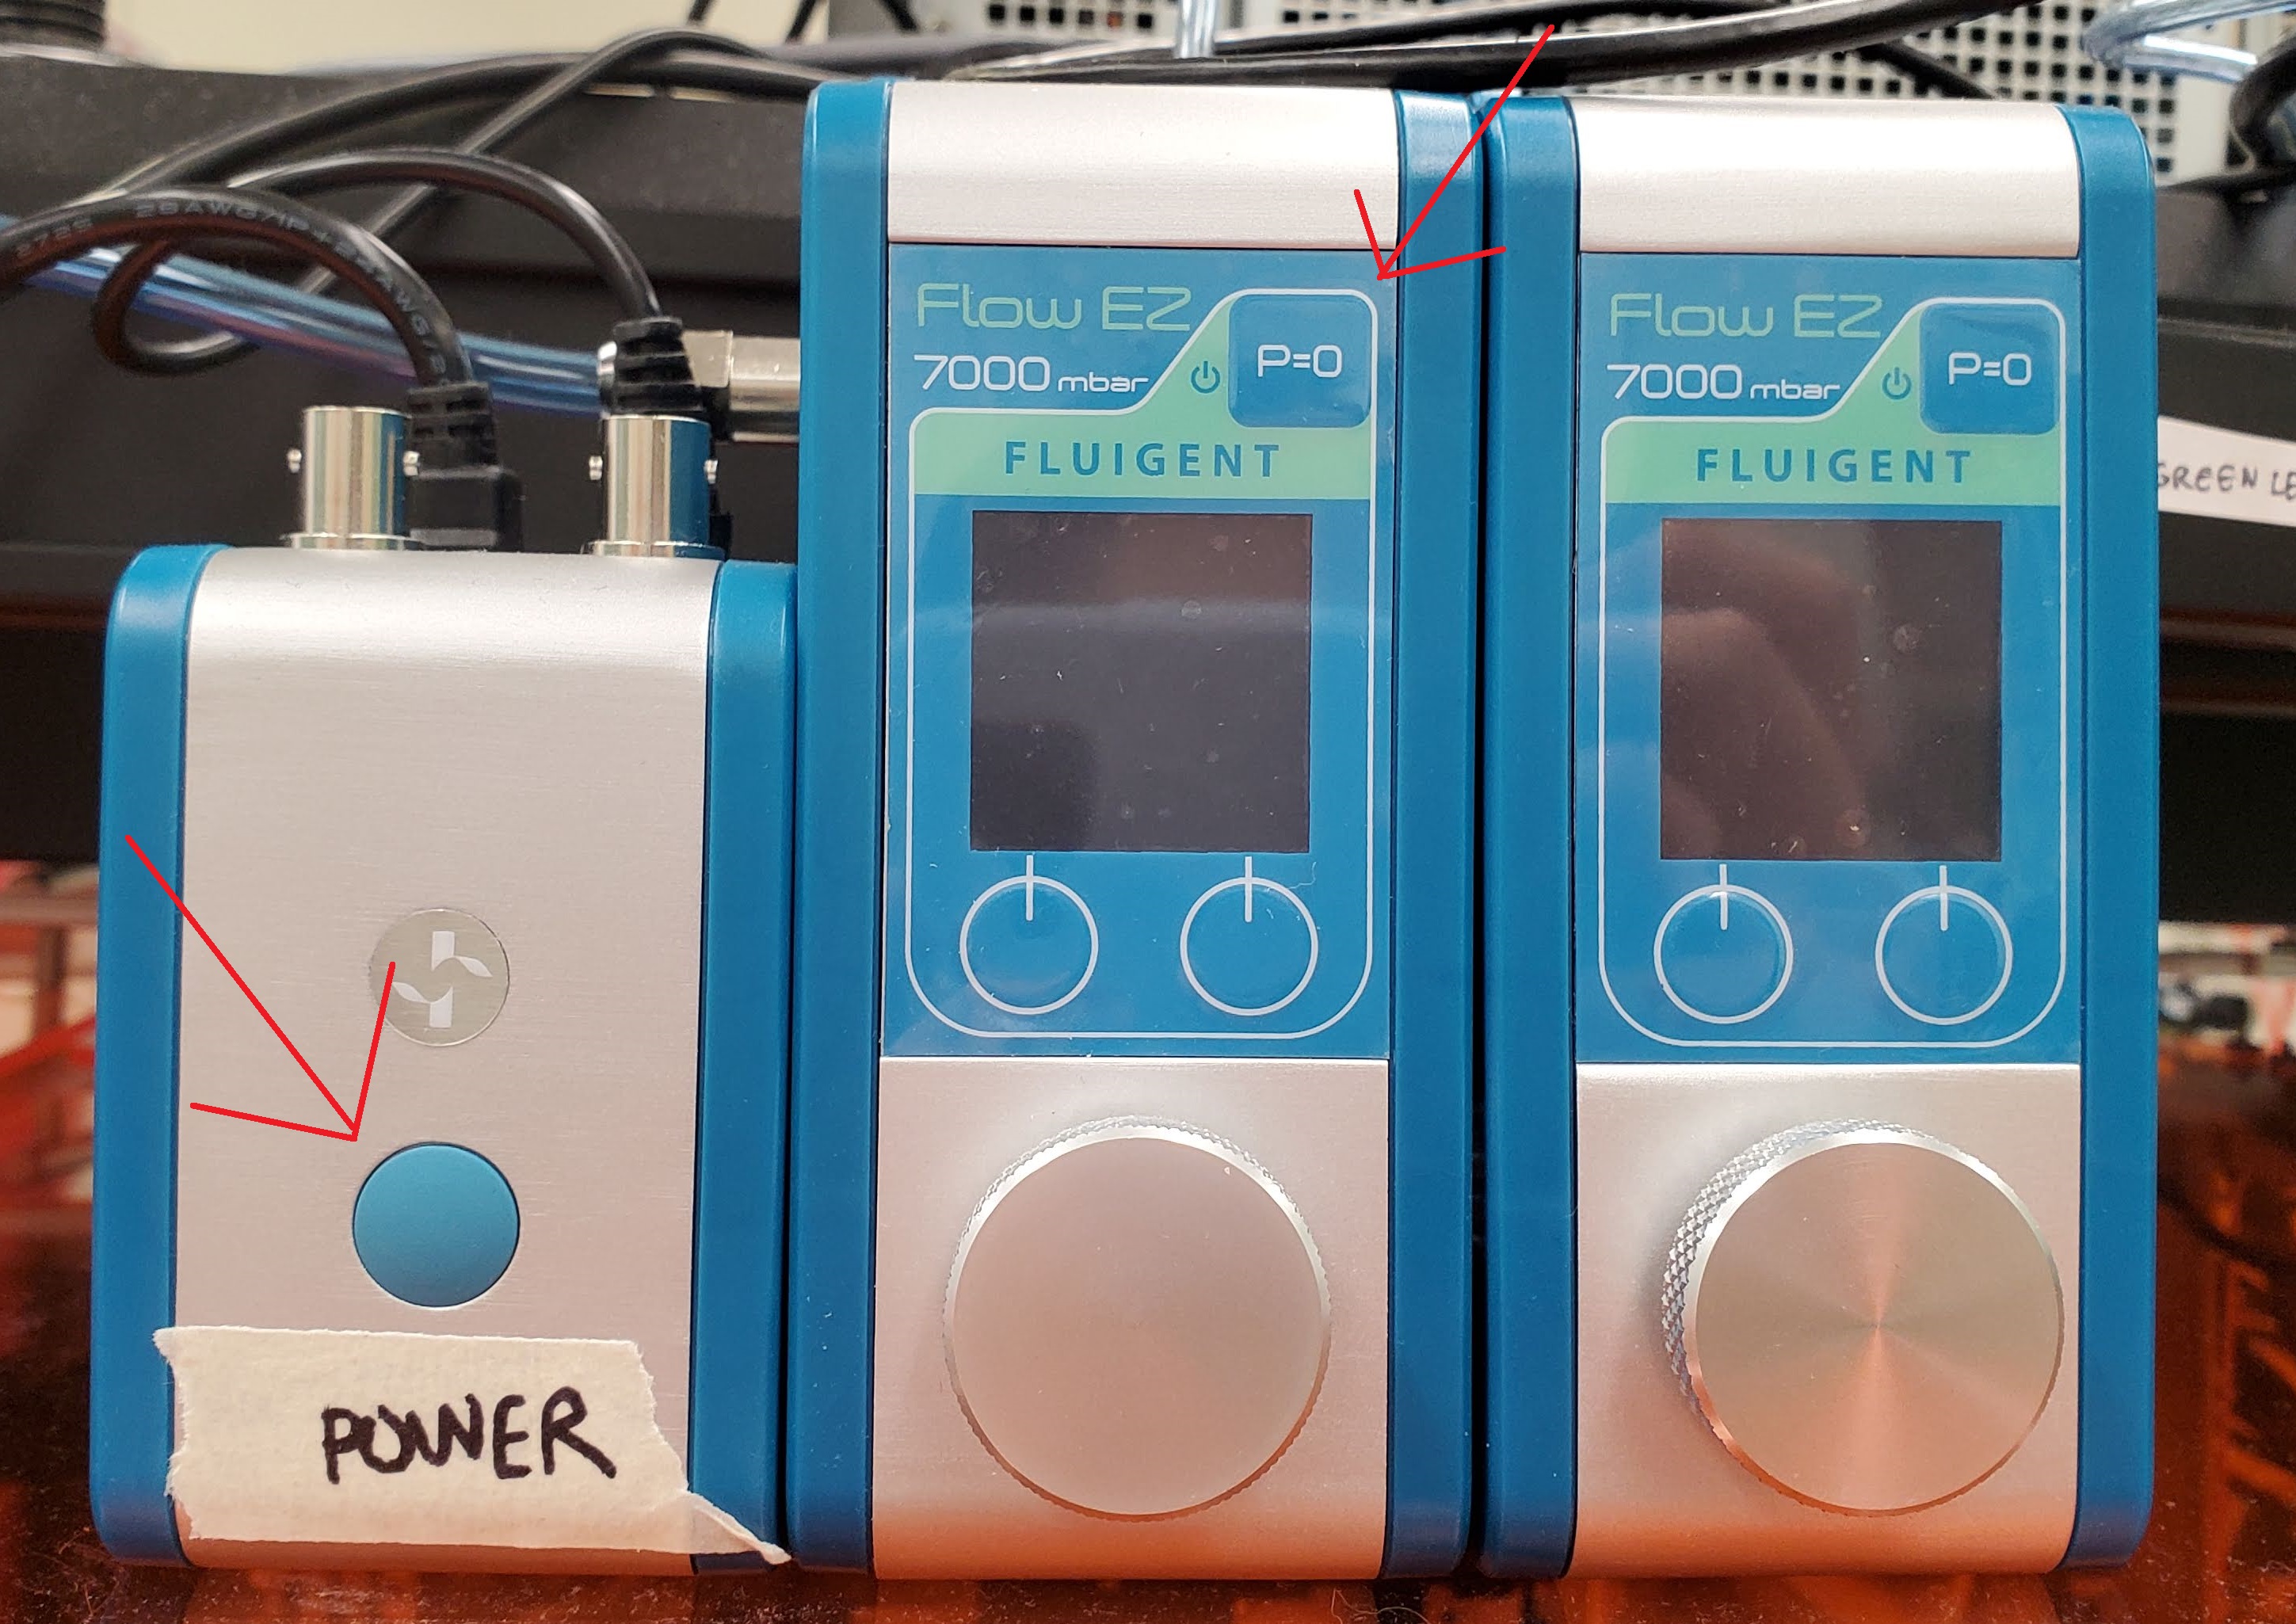 Flow EZ
7000 mbar
P=0
FLUIGENT
Flow EZ
7000 mbar
P=0
FLUIGENT
GREEN LE
POWER